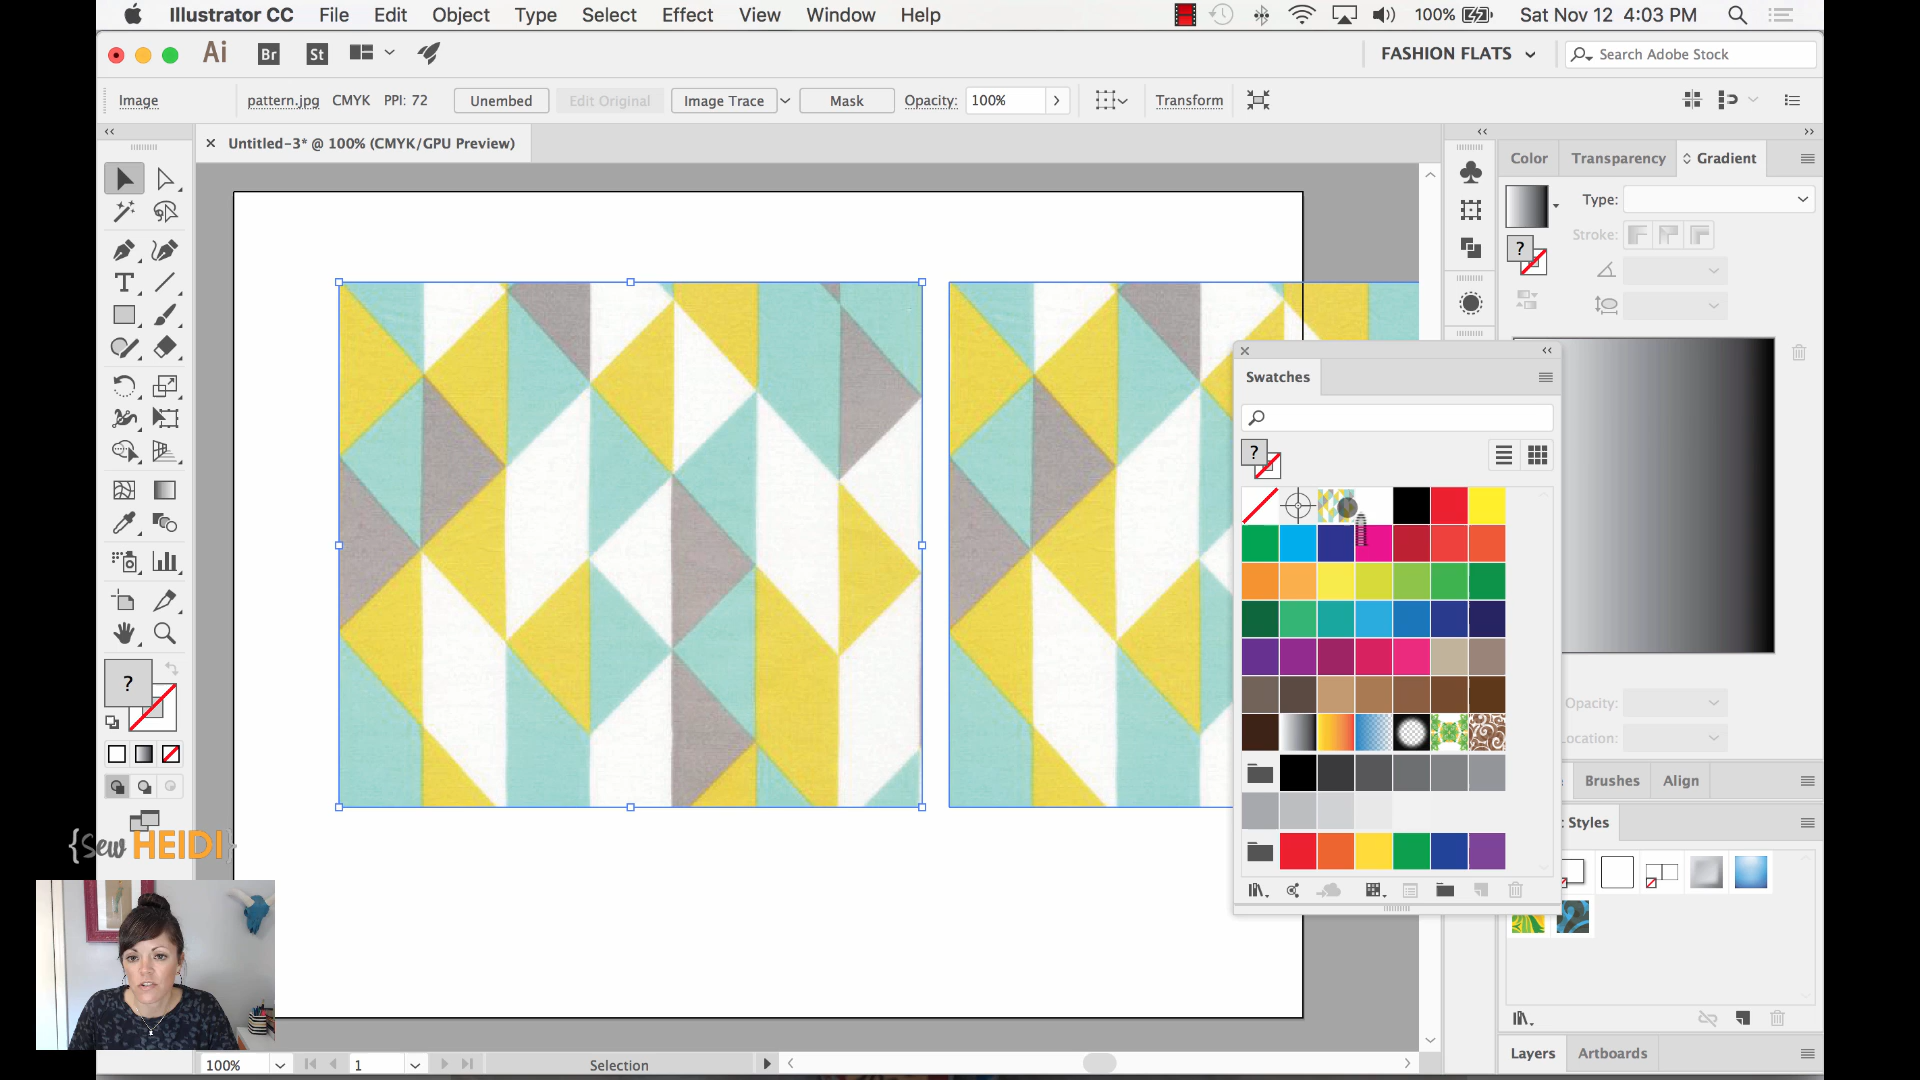 Illustrator CC File Edit Object Type Select Effect View Window Help 100% Sat Nov 12 4:03 PM
Ai Br St FASHION FLATS Search Adobe Stock
Image pattern.jpg CMYK PPI: 72 Unembed Edit Original Image Trace Mask Opacity: 100% Transform
Untitled-3* @ 100% (CMYK/GPU Preview)
Color Transparency Gradient
Type:
Stroke:
?
Swatches
?
?
Opacity:
Location:
Brushes Align
Styles
{Sew HEIDI}
100% 1 Selection
Layers Artboards